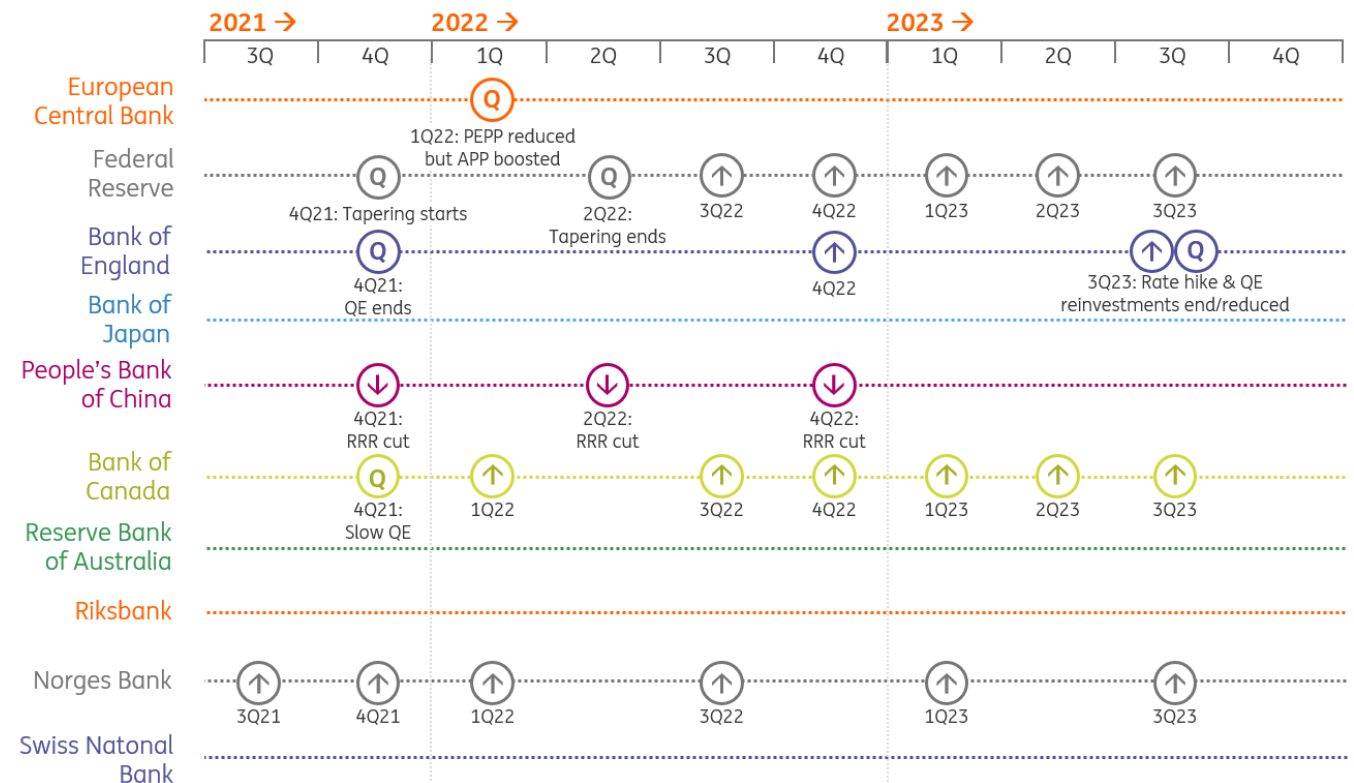 2021 → 2022 → 2023 →
3Q 4Q 1Q 2Q 3Q 4Q 1Q 2Q 3Q 4Q
European
Central Bank
Q
1Q22: PEPP reduced
but APP boosted
Federal
Reserve
Q Q ↑ ↑ ↑ ↑ ↑
4Q21: Tapering starts
2Q22:
Tapering ends
3Q22 4Q22 1Q23 2Q23 3Q23
Bank of
England
Q ↑ ↑ Q
4Q21:
QE ends
4Q22
3Q23: Rate hike & QE
reinvestments end/reduced
Bank of
Japan
People's Bank
of China
↓ ↓ ↓
4Q21:
RRR cut
2Q22:
RRR cut
4Q22:
RRR cut
Bank of
Canada
Q ↑ ↑ ↑ ↑ ↑ ↑
4Q21:
Slow QE
1Q22 3Q22 4Q22 1Q23 2Q23 3Q23
Reserve Bank
of Australia
Riksbank
Norges Bank
↑ ↑ ↑ ↑ ↑ ↑
3Q21 4Q21 1Q22 3Q22 1Q23 3Q23
Swiss Natonal
Bank